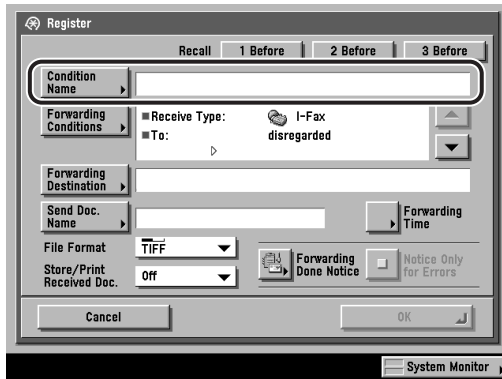 Register
Recall 1 Before 2 Before 3 Before
Condition
Name
Forwarding
Conditions
■Receive Type: I-Fax
■To: disregarded
Forwarding
Destination
Send Doc.
Name
Forwarding
Time
File Format TIFF
Store/Print
Received Doc. Off
Forwarding
Done Notice
Notice Only
for Errors
Cancel OK
System Monitor